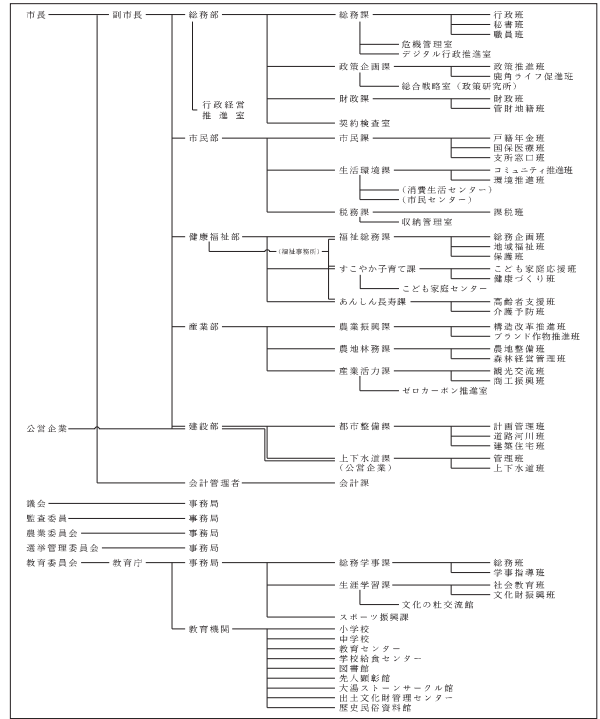 市長 副市長 総務部 総務課 行政班
秘書班
職員班
危機管理室
デジタル行政推進室
政策企画課 政策推進班
鹿角ライフ促進班
総合戦略室（政策研究所）
行政経営
推進室
財政課 財政班
管財地籍班
契約検査室
市民部 市民課 戸籍年金班
国保医療班
支所窓口班
生活環境課 コミュニティ推進班
環境推進班
（消費生活センター）
（市民センター）
税務課 課税班
収納管理室
健康福祉部 福祉総務課 総務企画班
地域福祉班
（福祉事務所）
保護班
すこやか子育て課 こども家庭応援班
健康づくり班
こども家庭センター
あんしん長寿課 高齢者支援班
介護予防班
産業部 農業振興課 構造改革推進班
ブランド作物推進班
農地林務課 農地整備班
森林経営管理班
産業活力課 観光交流班
商工振興班
ゼロカーボン推進室
公営企業 建設部 都市整備課 計画管理班
道路河川班
建築住宅班
上下水道課 管理班
（公営企業） 上下水道班
会計管理者 会計課
議会 事務局
監査委員 事務局
農業委員会 事務局
選挙管理委員会 事務局
教育委員会 教育庁 事務局 総務学事課 総務班
学事指導班
生涯学習課 社会教育班
文化財振興班
文化の杜交流館
スポーツ振興課
教育機関 小学校
中学校
教育センター
学校給食センター
図書館
先人顕彰館
大湯ストーンサークル館
出土文化財管理センター
歴史民俗資料館